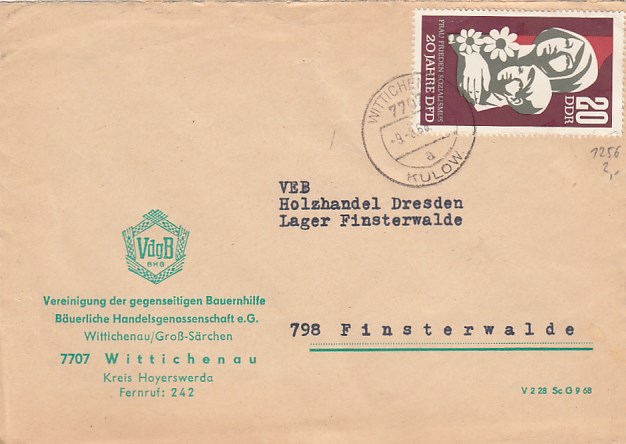 FRAU FRIEDEN SOZIALISMUS
20 JAHRE DFD
20
DDR
WITTICHE
770
a
KULOW
1256
2,-
VEB
Holzhandel Dresden
Lager Finsterwalde
798 Finsterwalde
VdgB
BHG
Vereinigung der gegenseitigen Bauernhilfe
Bäuerliche Handelsgenossenschaft e.G.
Wittichenau/Groß-Särchen
7707 Wittichenau
Kreis Hoyerswerda
Fernruf: 242
V 2 28 Sc G 9 68